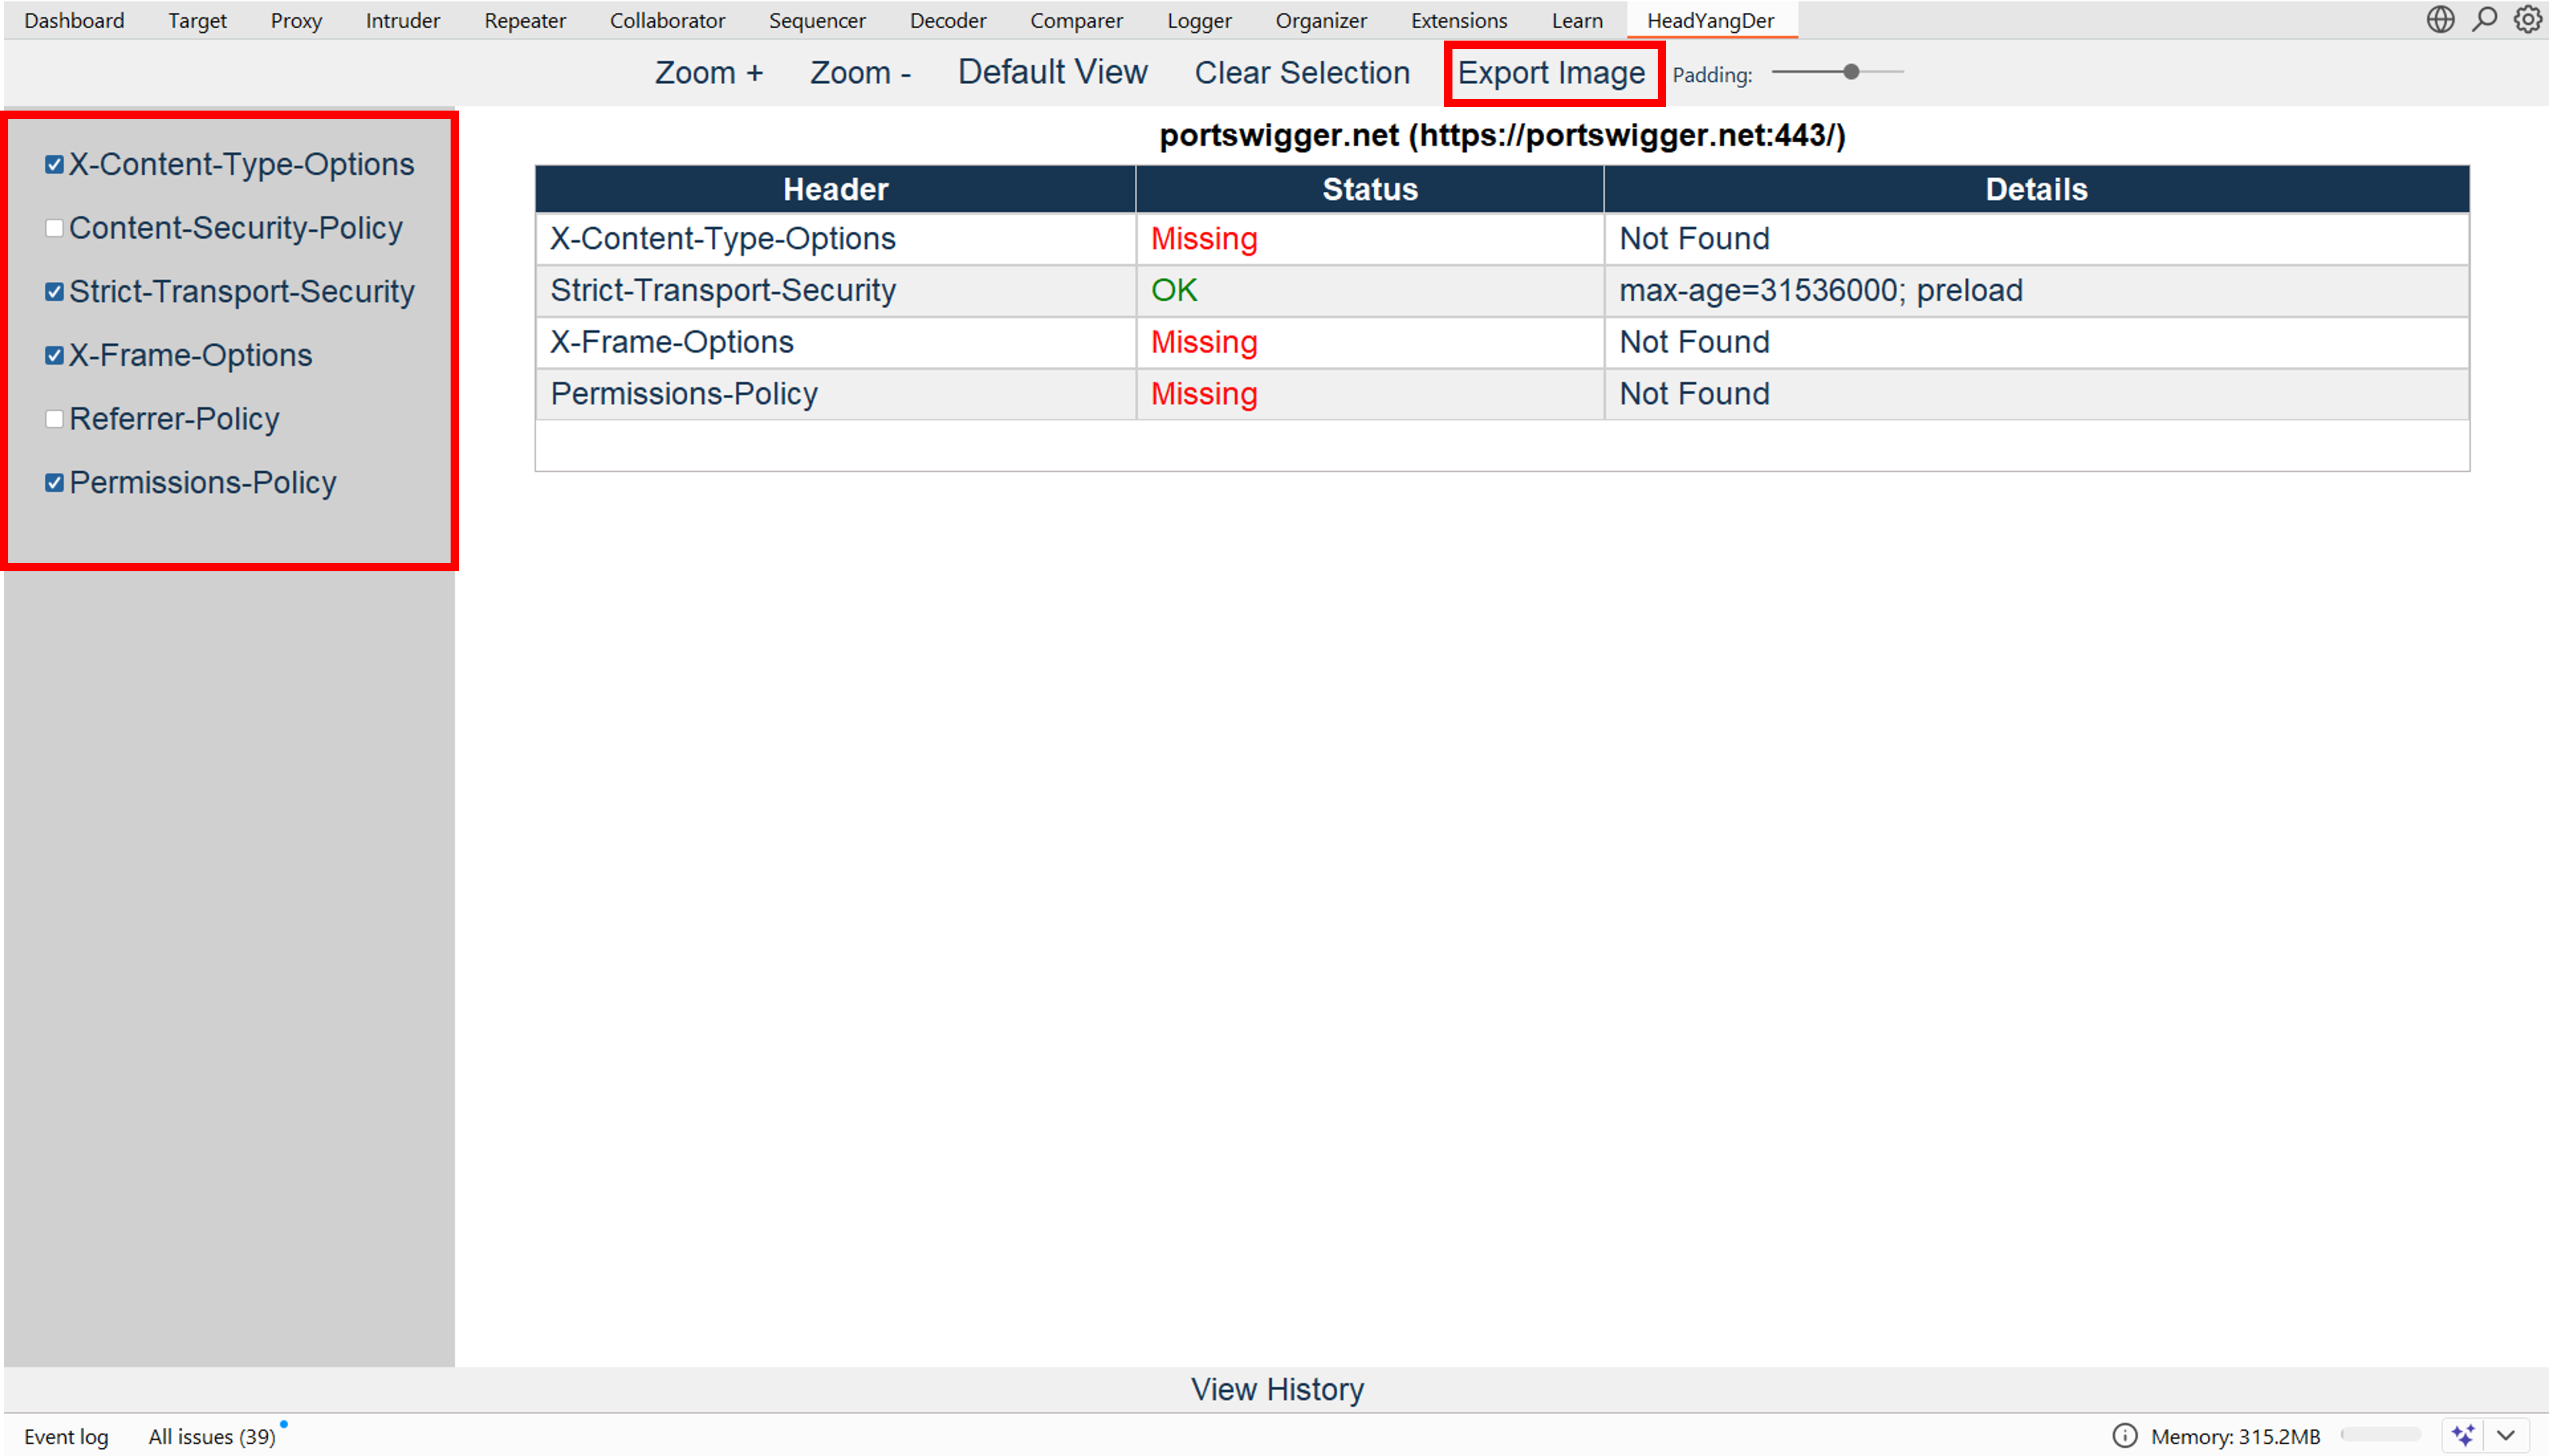 Dashboard Target Proxy Intruder Repeater Collaborator Sequencer Decoder Comparer Logger Organizer Extensions Learn HeadYangDer
Zoom + Zoom - Default View Clear Selection Export Image Padding:
X-Content-Type-Options
Content-Security-Policy
Strict-Transport-Security
X-Frame-Options
Referrer-Policy
Permissions-Policy
portswigger.net (https://portswigger.net:443/)
Header Status Details
X-Content-Type-Options Missing Not Found
Strict-Transport-Security OK max-age=31536000; preload
X-Frame-Options Missing Not Found
Permissions-Policy Missing Not Found
View History
Event log All issues (39) Memory: 315.2MB